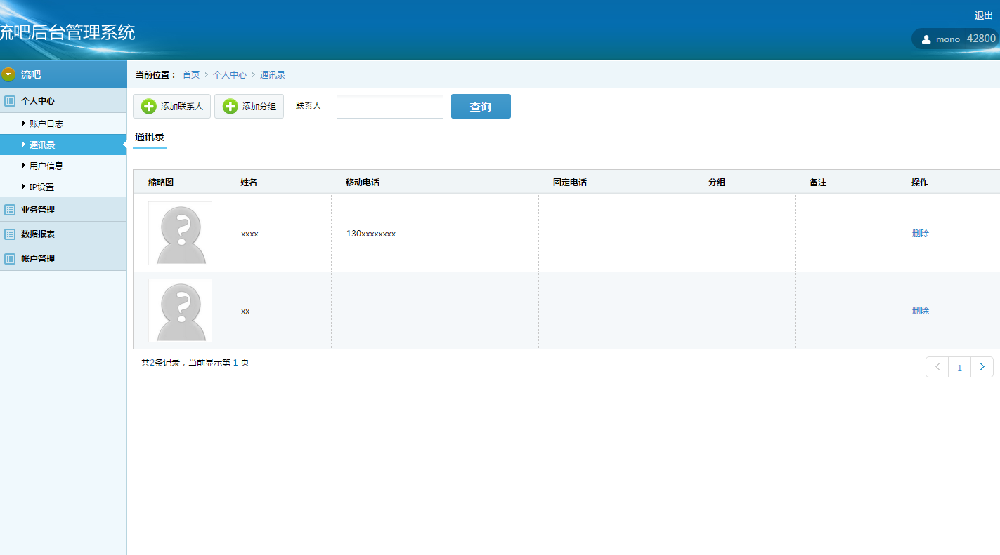 退出
流吧后台管理系统
mono 42800
流吧
当前位置： 首页 > 个人中心 > 通讯录
个人中心
添加联系人 添加分组 联系人 查询
账户日志
通讯录
通讯录
用户信息
IP设置
缩略图 姓名 移动电话 固定电话 分组 备注 操作
业务管理
数据报表
帐户管理
xxxx 130xxxxxxxx 删除
xx 删除
共2条记录，当前显示第 1 页
< 1 >